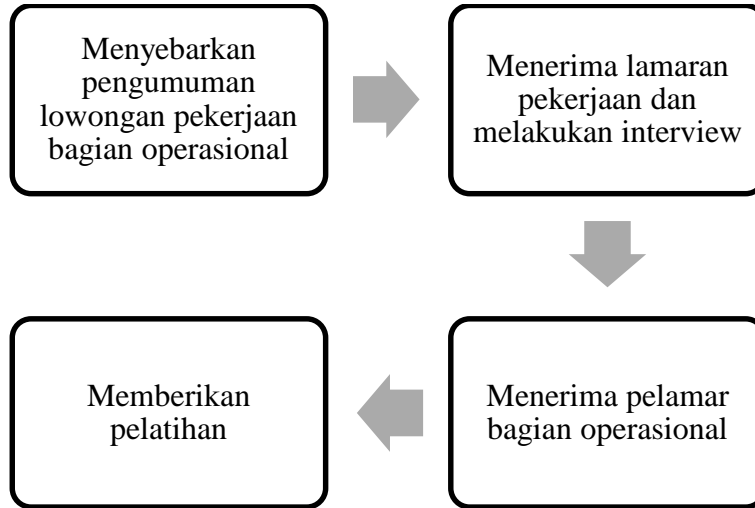 Menyebarkan
pengumuman
lowongan pekerjaan
bagian operasional
Menerima lamaran
pekerjaan dan
melakukan interview
Menerima pelamar
bagian operasional
Memberikan
pelatihan